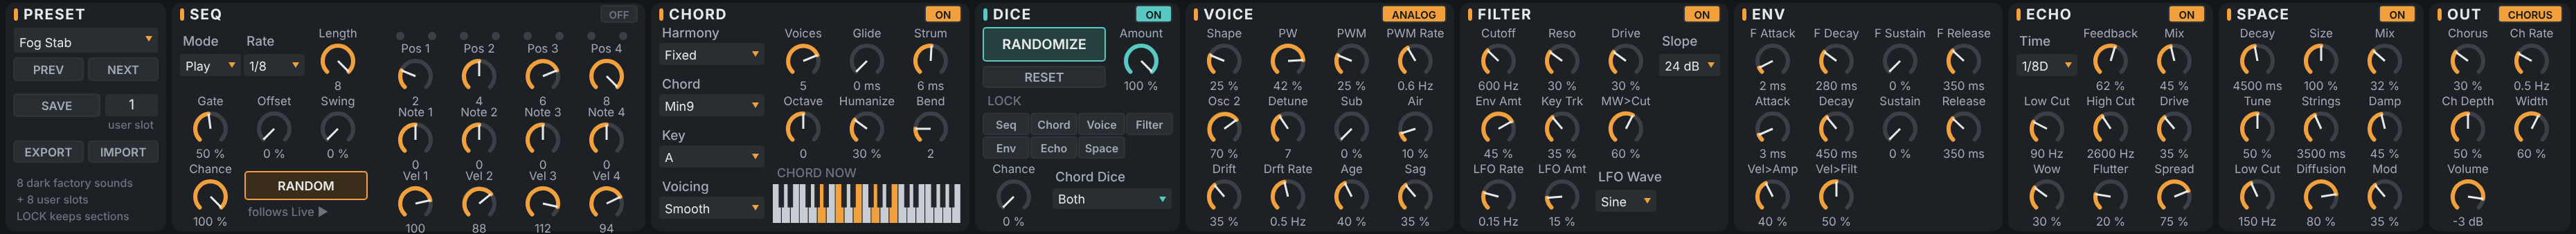 PRESET
Fog Stab
PREV NEXT
SAVE 1
user slot
EXPORT IMPORT
8 dark factory sounds
+ 8 user slots
LOCK keeps sections
SEQ OFF
Mode Rate Length
Play 1/8
8
Gate Offset Swing
50 % 0 % 0 %
Chance
RANDOM
follows Live ▶
100 %
Pos 1 Pos 2 Pos 3 Pos 4
2 4 6 8
Note 1 Note 2 Note 3 Note 4
0 0 0 0
Vel 1 Vel 2 Vel 3 Vel 4
100 88 112 94
CHORD ON
Harmony
Fixed
Chord
Min9
Key
A
Voicing
Smooth
Voices Glide Strum
5 0 ms 6 ms
Octave Humanize Bend
0 30 % 2
CHORD NOW
DICE ON
RANDOMIZE
RESET
Amount
100 %
LOCK
Seq Chord Voice Filter
Env Echo Space
Chance Chord Dice
Both
0 %
VOICE ANALOG
Shape PW PWM PWM Rate
25 % 42 % 25 % 0.6 Hz
Osc 2 Detune Sub Air
70 % 7 0 % 10 %
Drift Drft Rate Age Sag
35 % 0.5 Hz 40 % 35 %
FILTER ON
Cutoff Reso Drive Slope
24 dB
600 Hz 30 % 30 %
Env Amt Key Trk MW>Cut
45 % 35 % 60 %
LFO Rate LFO Amt LFO Wave
Sine
0.15 Hz 15 %
ENV
F Attack F Decay F Sustain F Release
2 ms 280 ms 0 % 350 ms
Attack Decay Sustain Release
3 ms 450 ms 0 % 350 ms
Vel>Amp Vel>Filt
40 % 50 %
ECHO ON
Time Feedback Mix
1/8D
62 % 45 %
Low Cut High Cut Drive
90 Hz 2600 Hz 35 %
Wow Flutter Spread
30 % 20 % 75 %
SPACE ON
Decay Size Mix
4500 ms 100 % 32 %
Tune Strings Damp
50 % 3500 ms 45 %
Low Cut Diffusion Mod
150 Hz 80 % 35 %
OUT CHORUS
Chorus Ch Rate
30 % 0.5 Hz
Ch Depth Width
50 % 60 %
Volume
-3 dB